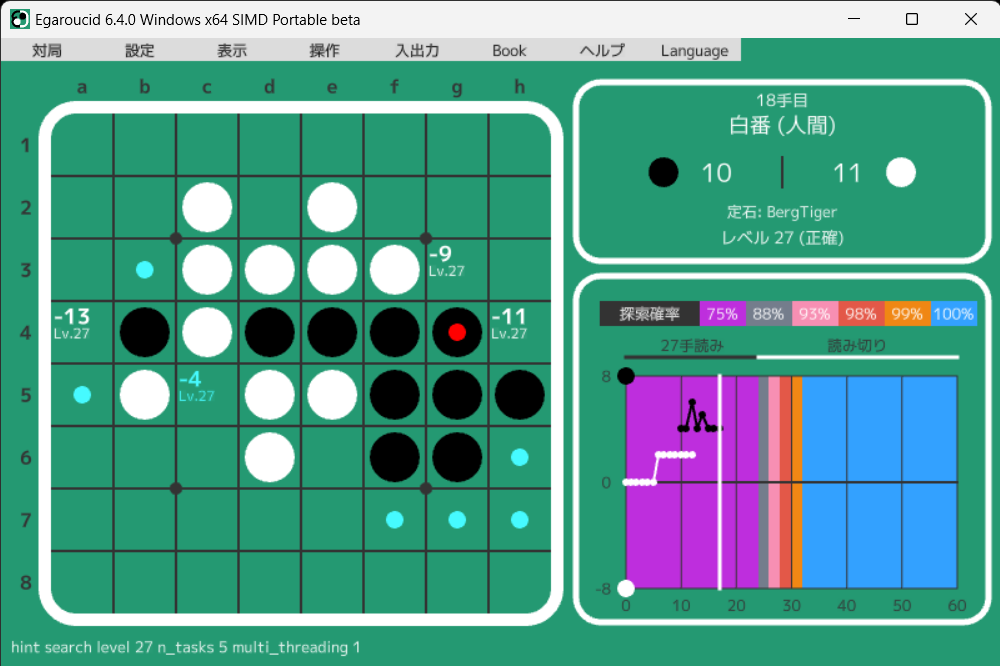 Egaroucid 6.4.0 Windows x64 SIMD Portable beta
対局 設定 表示 操作 入出力 Book ヘルプ Language
a b c d e f g h
1
2
3
4
5
6
7
8
-9
Lv.27
-13
Lv.27
-11
Lv.27
-4
Lv.27
18手目
白番 (人間)
10 11
定石: BergTiger
レベル 27 (正確)
探索確率 75% 88% 93% 98% 99% 100%
27手読み 読み切り
8
0
-8
0 10 20 30 40 50 60
hint search level 27 n_tasks 5 multi_threading 1